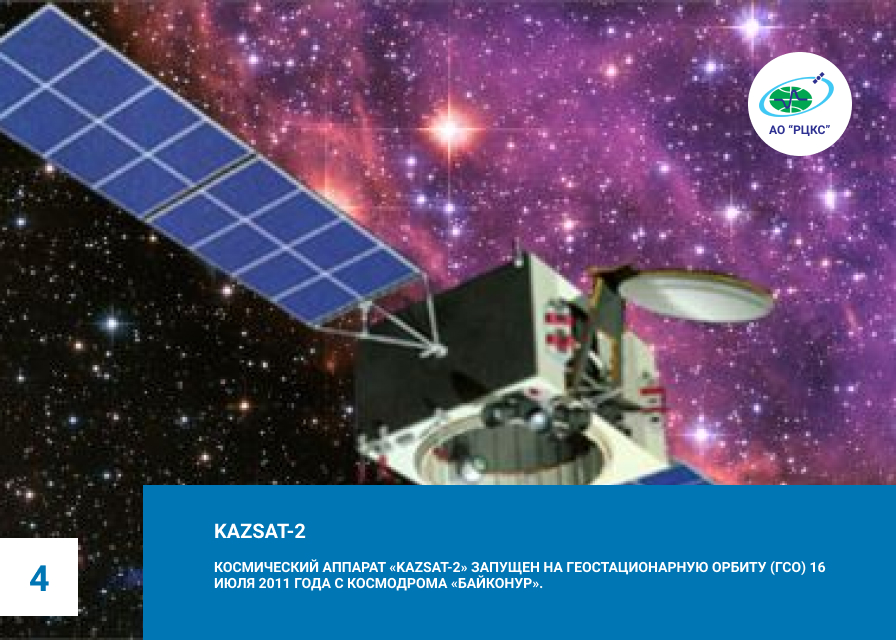 АО "РЦКС"
KAZSAT-2
КОСМИЧЕСКИЙ АППАРАТ «KAZSAT-2» ЗАПУЩЕН НА ГЕОСТАЦИОНАРНУЮ ОРБИТУ (ГСО) 16
ИЮЛЯ 2011 ГОДА С КОСМОДРОМА «БАЙКОНУР».
4